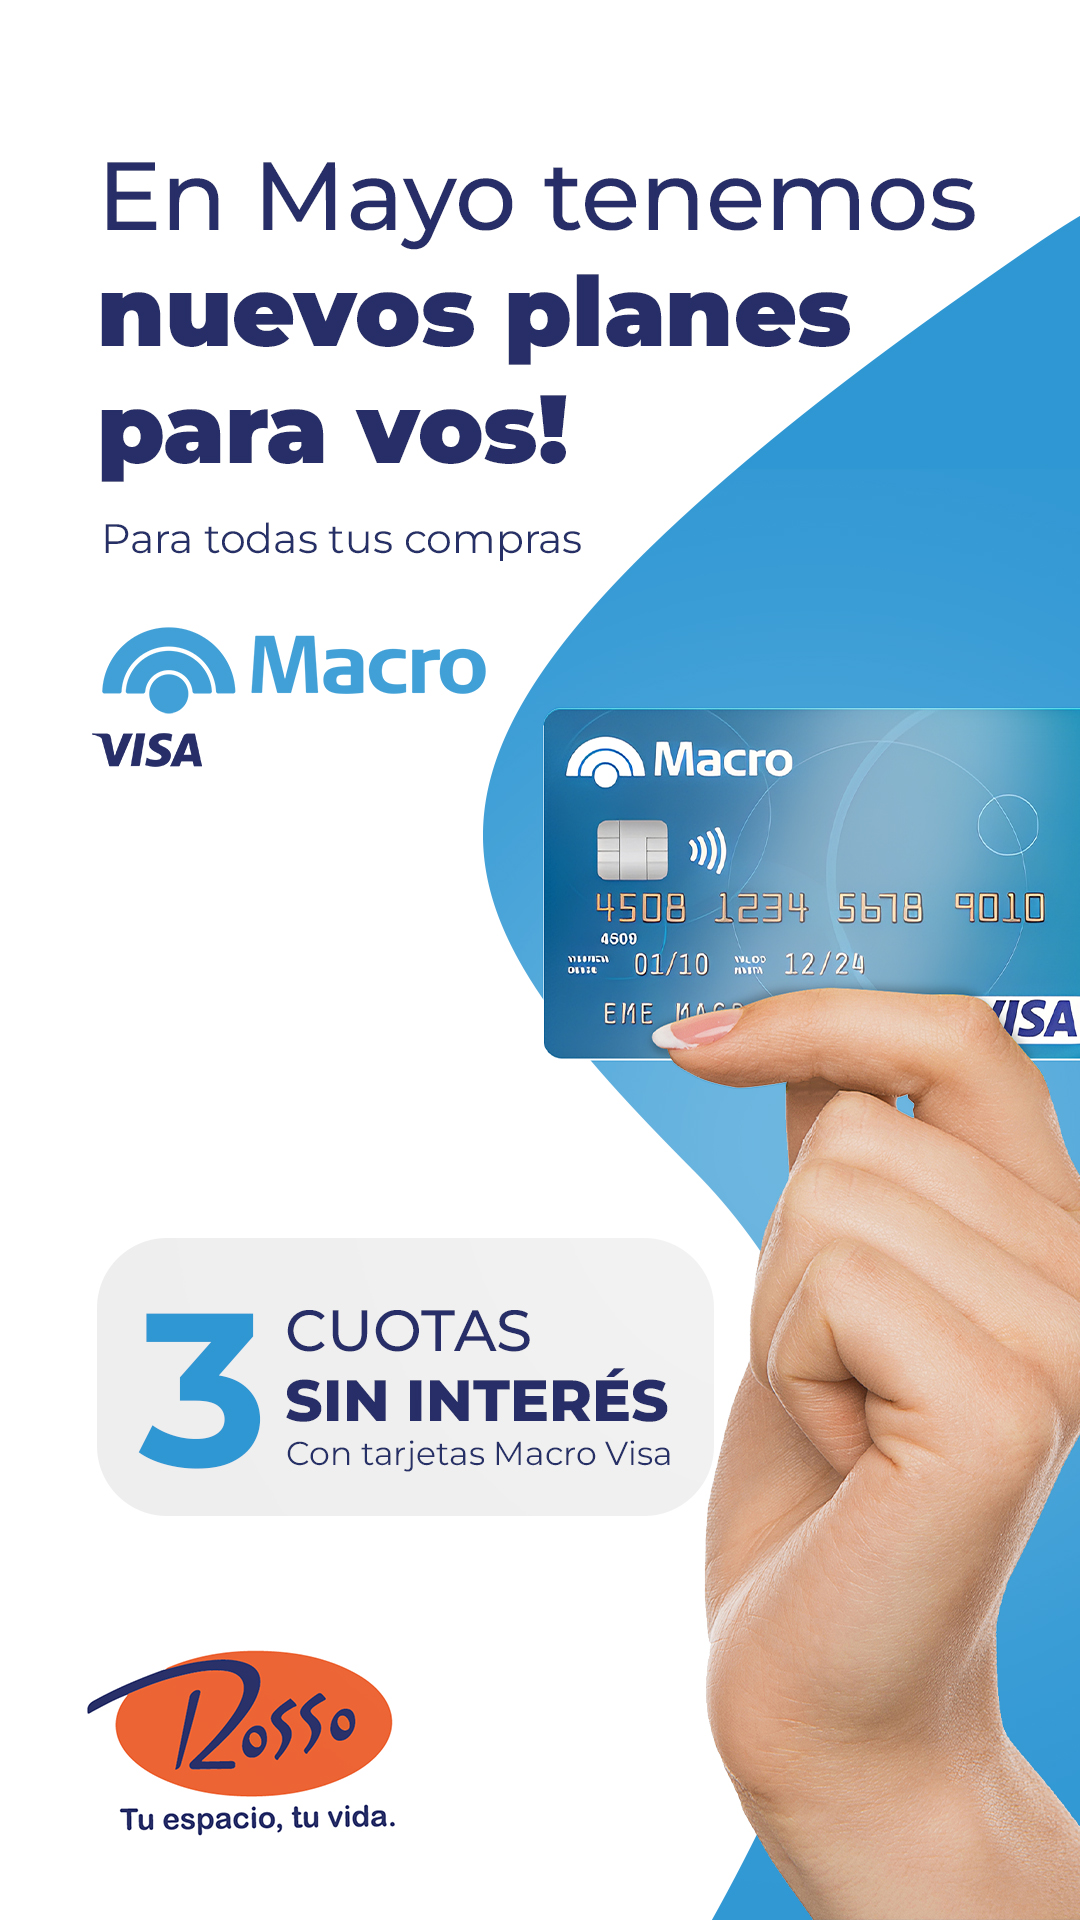 En Mayo tenemos
nuevos planes
para vos!
Para todas tus compras
Macro
VISA
Macro
4508 1234 5678 9010
01/10 12/24
EME
VISA
3 CUOTAS
SIN INTERÉS
Con tarjetas Macro Visa
Rosso
Tu espacio, tu vida.